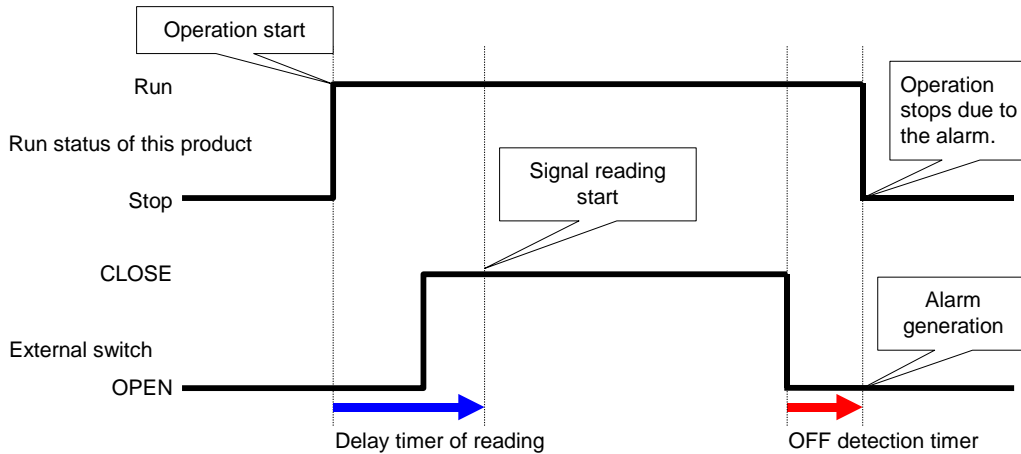 Operation start
Run
Operation
stops due to
the alarm.
Run status of this product
Signal reading
start
Stop
CLOSE
Alarm
generation
External switch
OPEN
Delay timer of reading
OFF detection timer